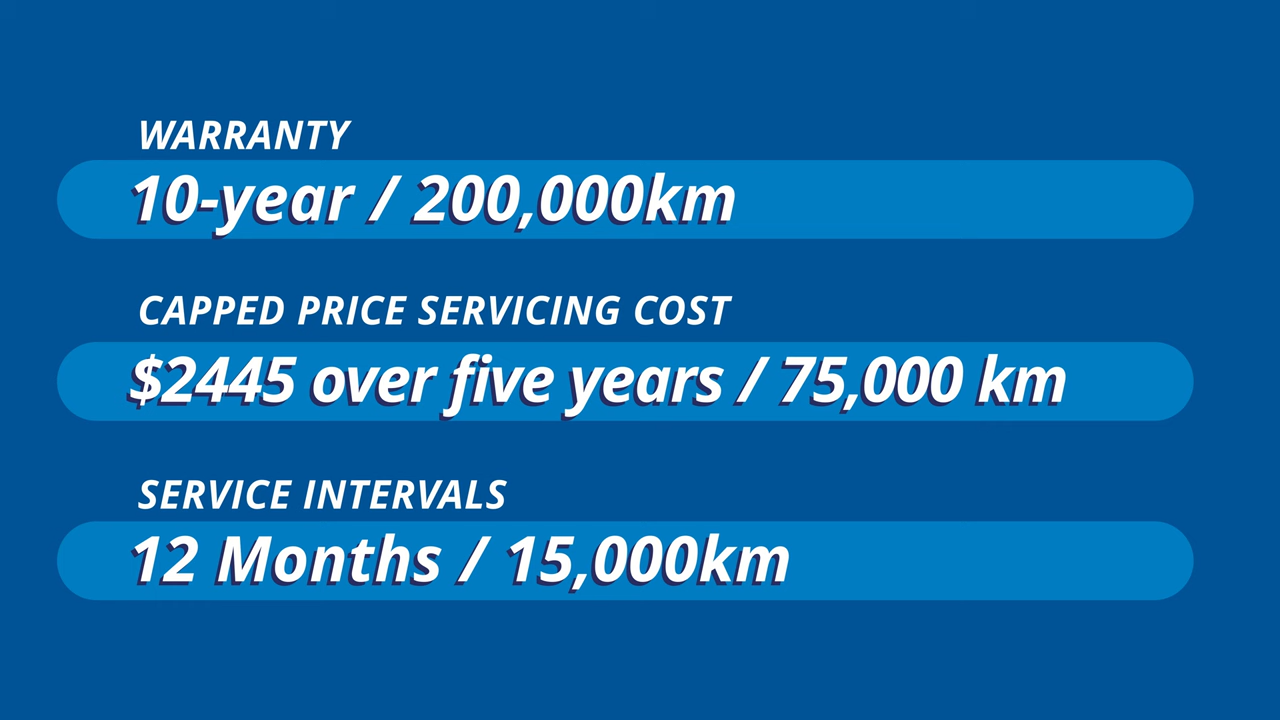 WARRANTY
10-year / 200,000km
CAPPED PRICE SERVICING COST
$2445 over five years / 75,000 km
SERVICE INTERVALS
12 Months / 15,000km